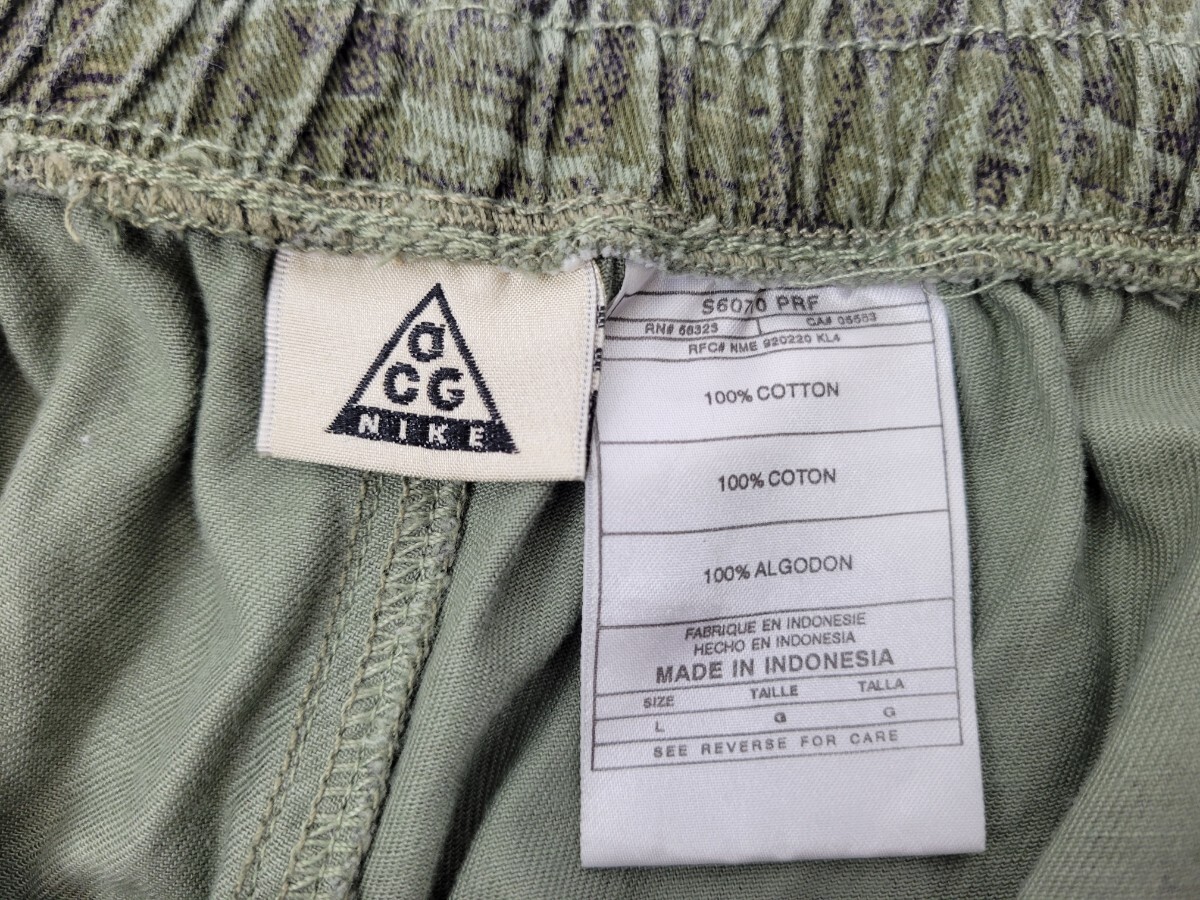 a
CG
NIKE
S6070 PRF
RN# 56323 CA# 05553
RFC# NME 920220 KL4
100% COTTON
100% COTON
100% ALGODON
FABRIQUE EN INDONESIE
HECHO EN INDONESIA
MADE IN INDONESIA
SIZE TAILLE TALLA
L G G
SEE REVERSE FOR CARE